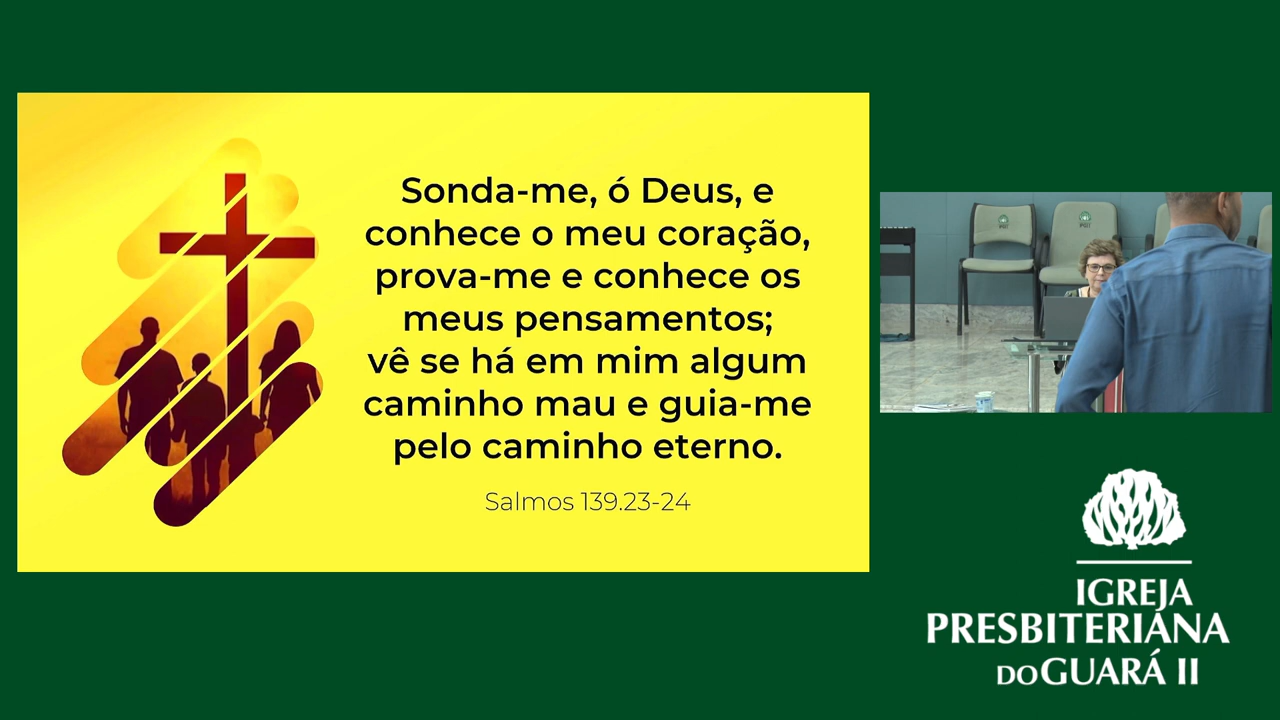 Sonda-me, ó Deus, e
conhece o meu coração,
prova-me e conhece os
meus pensamentos;
vê se há em mim algum
caminho mau e guia-me
pelo caminho eterno.
Salmos 139.23-24
IGREJA
PRESBITERIANA
DO GUARÁ II